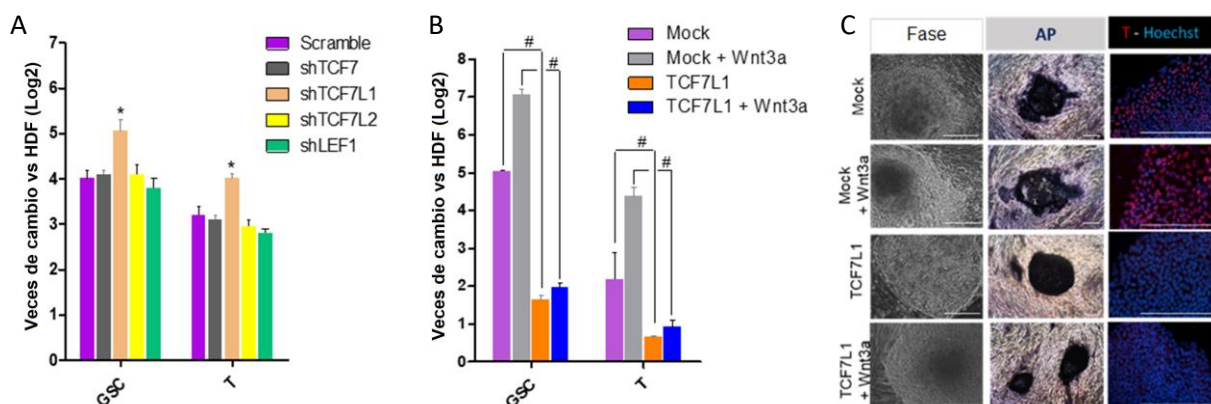 A
Veces de cambio vs HDF (Log2)
7
6
5
4
3
2
1
0
*
*
GSC
T
Scramble
shTCF7
shTCF7L1
shTCF7L2
shLEF1
B
Veces de cambio vs HDF (Log2)
8
7
6
5
4
3
2
1
0
#
#
#
#
GSC
T
Mock
Mock + Wnt3a
TCF7L1
TCF7L1 + Wnt3a
C
Fase
AP
T - Hoechst
Mock
Mock
+ Wnt3a
TCF7L1
TCF7L1
+ Wnt3a